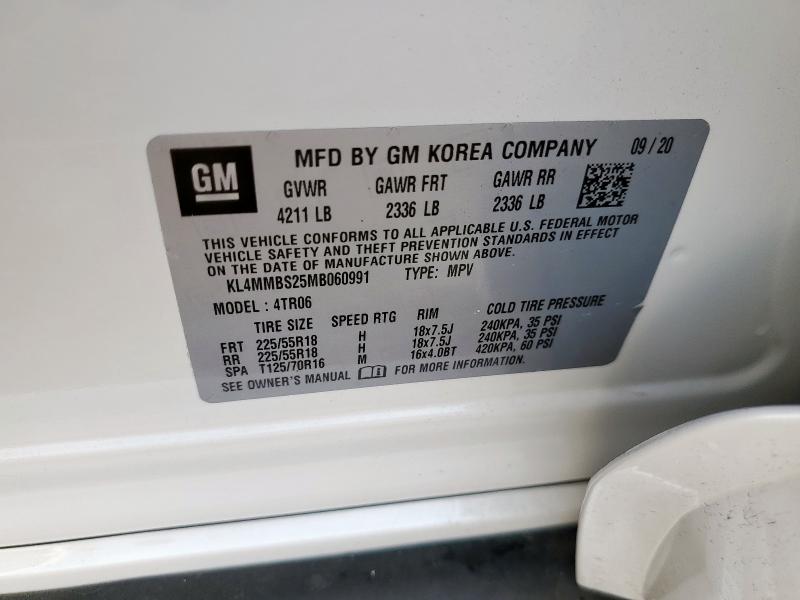 GM MFD BY GM KOREA COMPANY 09/20
GVWR GAWR FRT GAWR RR
4211 LB 2336 LB 2336 LB
THIS VEHICLE CONFORMS TO ALL APPLICABLE U.S. FEDERAL MOTOR
VEHICLE SAFETY AND THEFT PREVENTION STANDARDS IN EFFECT
ON THE DATE OF MANUFACTURE SHOWN ABOVE.
KL4MMBS25MB060991 TYPE: MPV
MODEL : 4TR06
TIRE SIZE SPEED RTG RIM COLD TIRE PRESSURE
FRT 225/55R18 H 18x7.5J 240KPA, 35 PSI
RR 225/55R18 H 18x7.5J 240KPA, 35 PSI
SPA T125/70R16 M 16x4.0BT 420KPA, 60 PSI
SEE OWNER'S MANUAL FOR MORE INFORMATION.